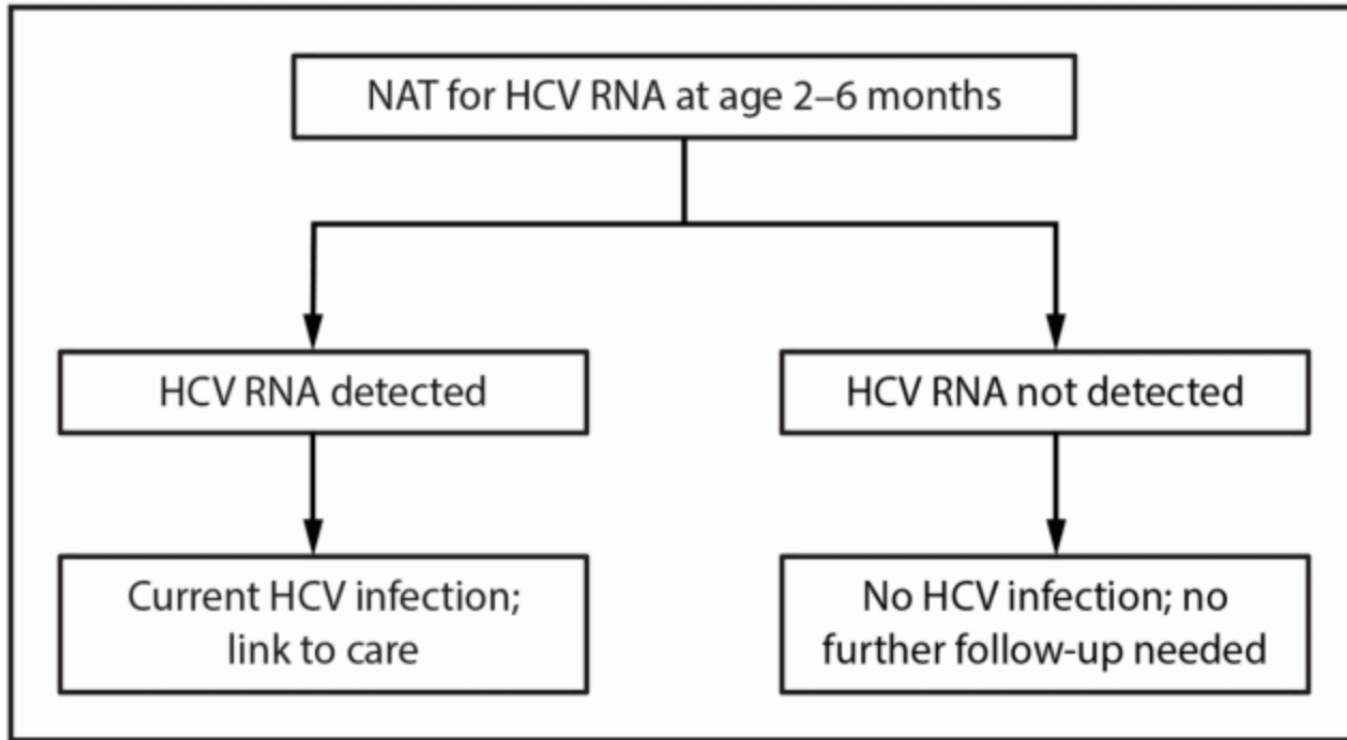 NAT for HCV RNA at age 2–6 months
HCV RNA detected
HCV RNA not detected
Current HCV infection;
link to care
No HCV infection; no
further follow-up needed